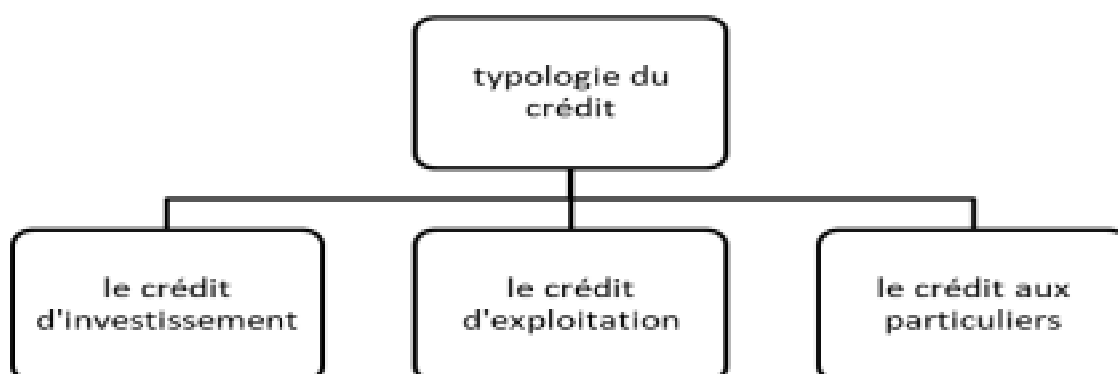 typologie du
crédit
le crédit
d'investissement
le crédit
d'exploitation
le crédit aux
particuliers